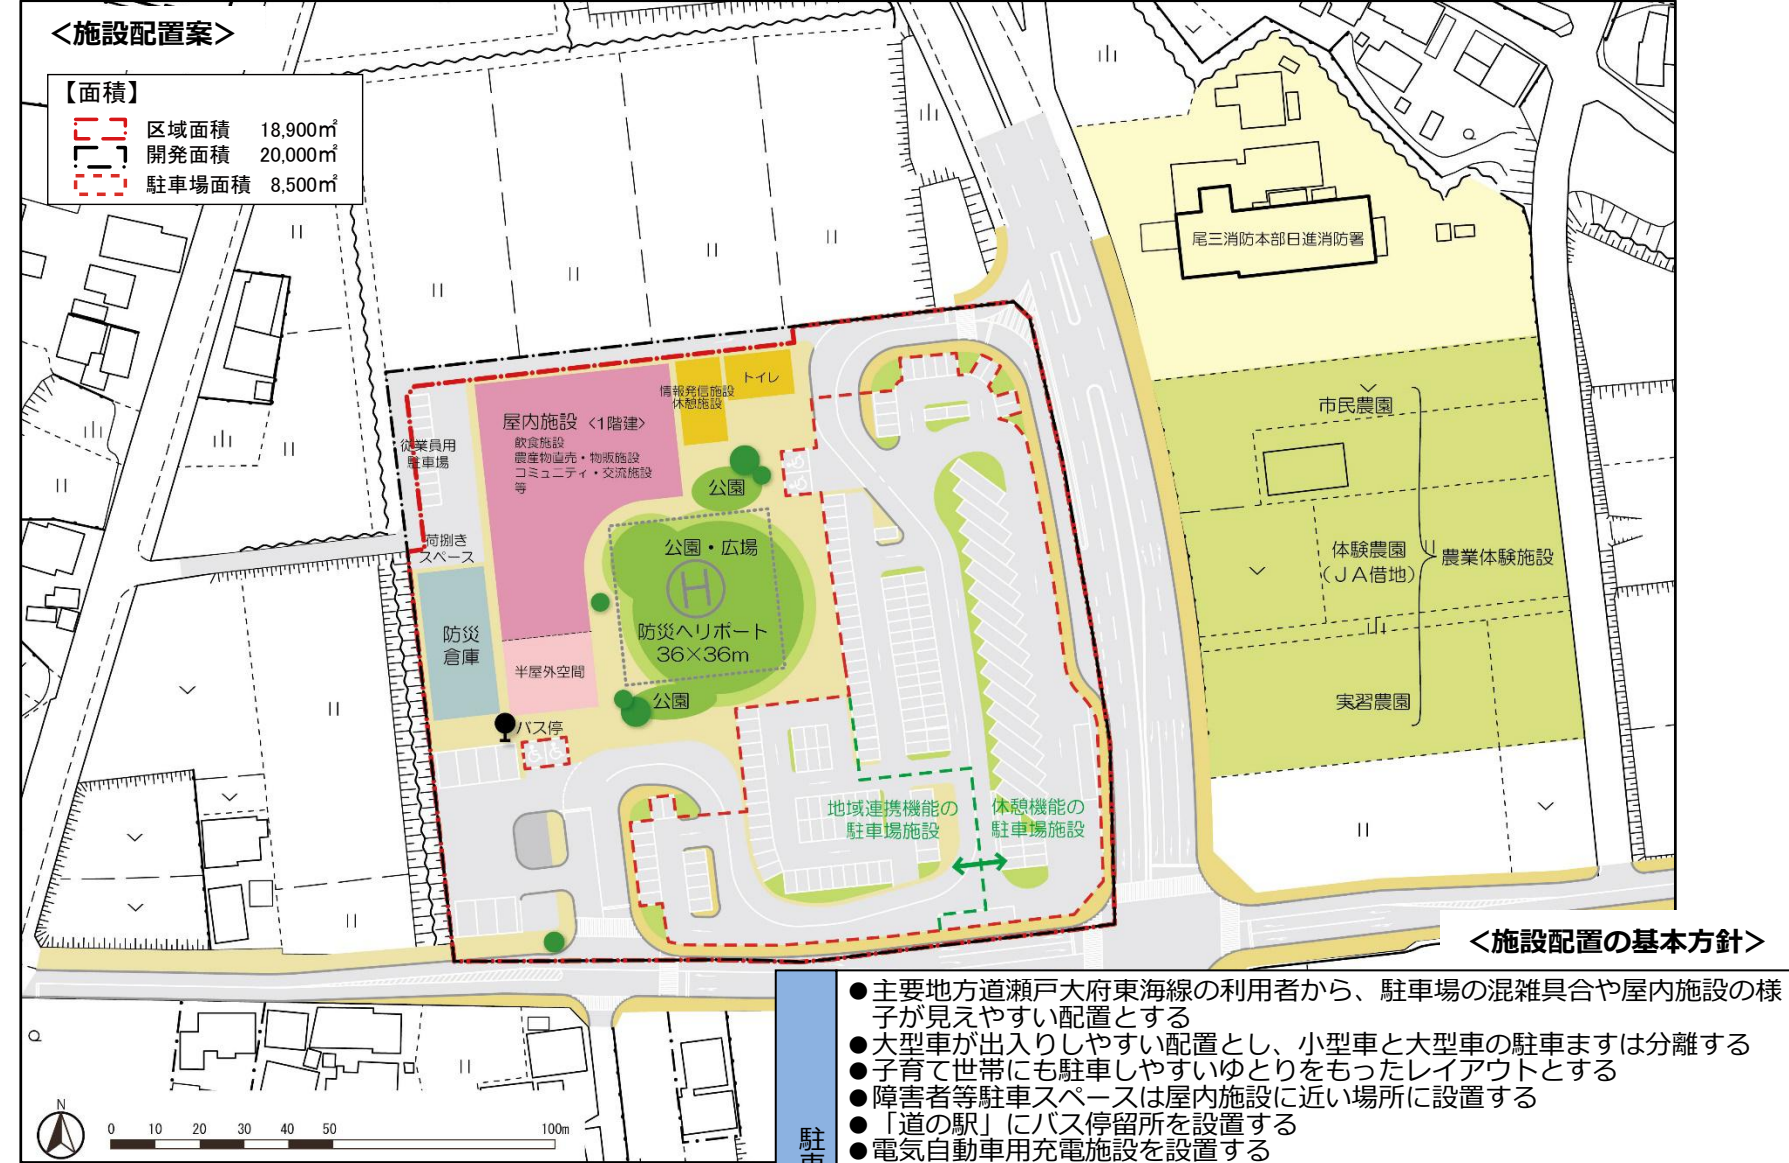 <施設配置案>
【面積】
区域面積 18,900㎡
開発面積 20,000㎡
駐車場面積 8,500㎡
尾三消防本部日進消防署
トイレ
情報発信施設
休憩施設
屋内施設 <1階建>
飲食施設
農産物直売・物販施設
コミュニティ・交流施設
等
従業員用
駐車場
公園
荷捌き
スペース
公園・広場
H
防災ヘリポート
36×36m
防災
倉庫
半屋外空間
公園
バス停
地域連携機能の
駐車場施設
休憩機能の
駐車場施設
市民農園
体験農園
(JA借地)
農業体験施設
実習農園
<施設配置の基本方針>
●主要地方道瀬戸大府東海線の利用者から、駐車場の混雑具合や屋内施設の様
子が見えやすい配置とする
●大型車が出入りしやすい配置とし、小型車と大型車の駐車ますは分離する
●子育て世帯にも駐車しやすいゆとりをもったレイアウトとする
●障害者等駐車スペースは屋内施設に近い場所に設置する
●「道の駅」にバス停留所を設置する
●電気自動車用充電施設を設置する
駐
車
N
0 10 20 30 40 50 100m